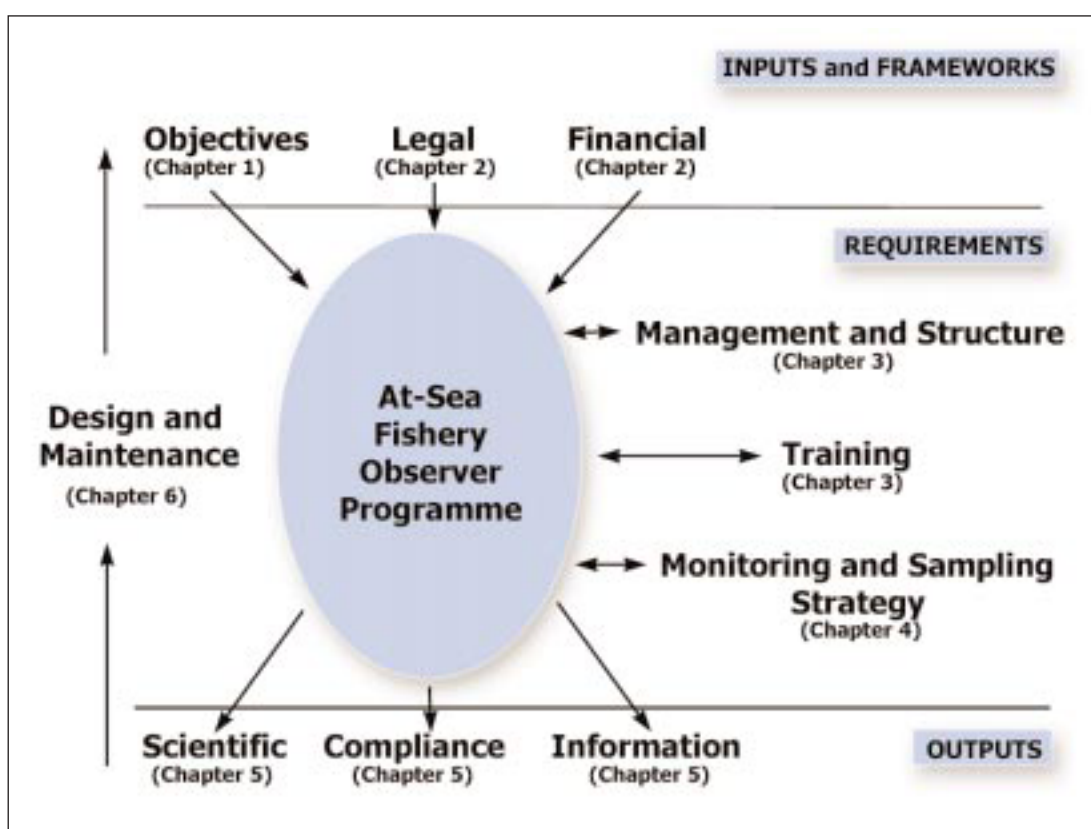 INPUTS and FRAMEWORKS
Objectives
(Chapter 1)
Legal
(Chapter 2)
Financial
(Chapter 2)
REQUIREMENTS
Management and Structure
(Chapter 3)
At-Sea
Fishery
Observer
Programme
Design and
Maintenance
(Chapter 6)
Training
(Chapter 3)
Monitoring and Sampling
Strategy
(Chapter 4)
Scientific
(Chapter 5)
Compliance
(Chapter 5)
Information
(Chapter 5)
OUTPUTS